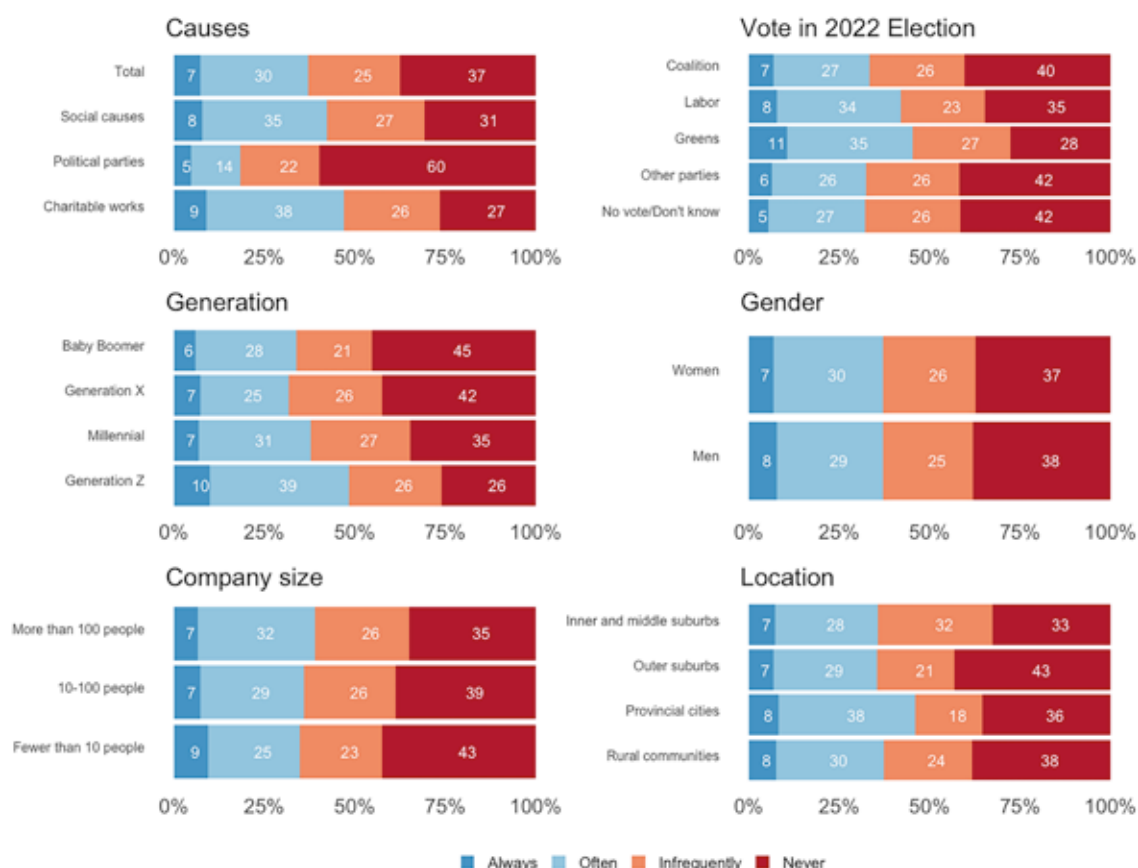 Causes
Total 7 30 25 37
Social causes 8 35 27 31
Political parties 5 14 22 60
Charitable works 9 38 26 27
0% 25% 50% 75% 100%
Vote in 2022 Election
Coalition 7 27 26 40
Labor 8 34 23 35
Greens 11 35 27 28
Other parties 6 26 26 42
No vote/Don't know 5 27 26 42
0% 25% 50% 75% 100%
Generation
Baby Boomer 6 28 21 45
Generation X 7 25 26 42
Millennial 7 31 27 35
Generation Z 10 39 26 26
0% 25% 50% 75% 100%
Gender
Women 7 30 26 37
Men 8 29 25 38
0% 25% 50% 75% 100%
Company size
More than 100 people 7 32 26 35
10-100 people 7 29 26 39
Fewer than 10 people 9 25 23 43
0% 25% 50% 75% 100%
Location
Inner and middle suburbs 7 28 32 33
Outer suburbs 7 29 21 43
Provincial cities 8 38 18 36
Rural communities 8 30 24 38
0% 25% 50% 75% 100%
Always Often Infrequently Never